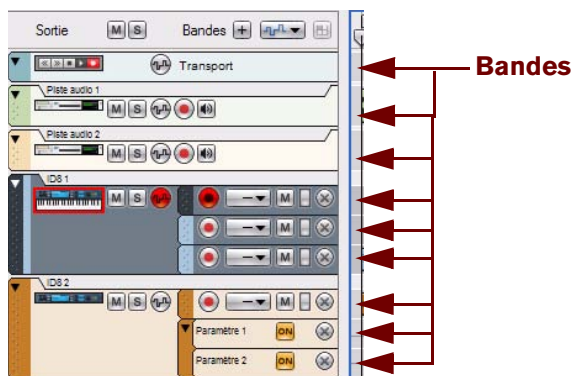 Sortie M S Bandes +
Bandes
Transport
Piste audio 1
M S
Piste audio 2
M S
ID8 1
M S — M
— M
— M
ID8 2
M S — M
Paramètre 1 ON
Paramètre 2 ON